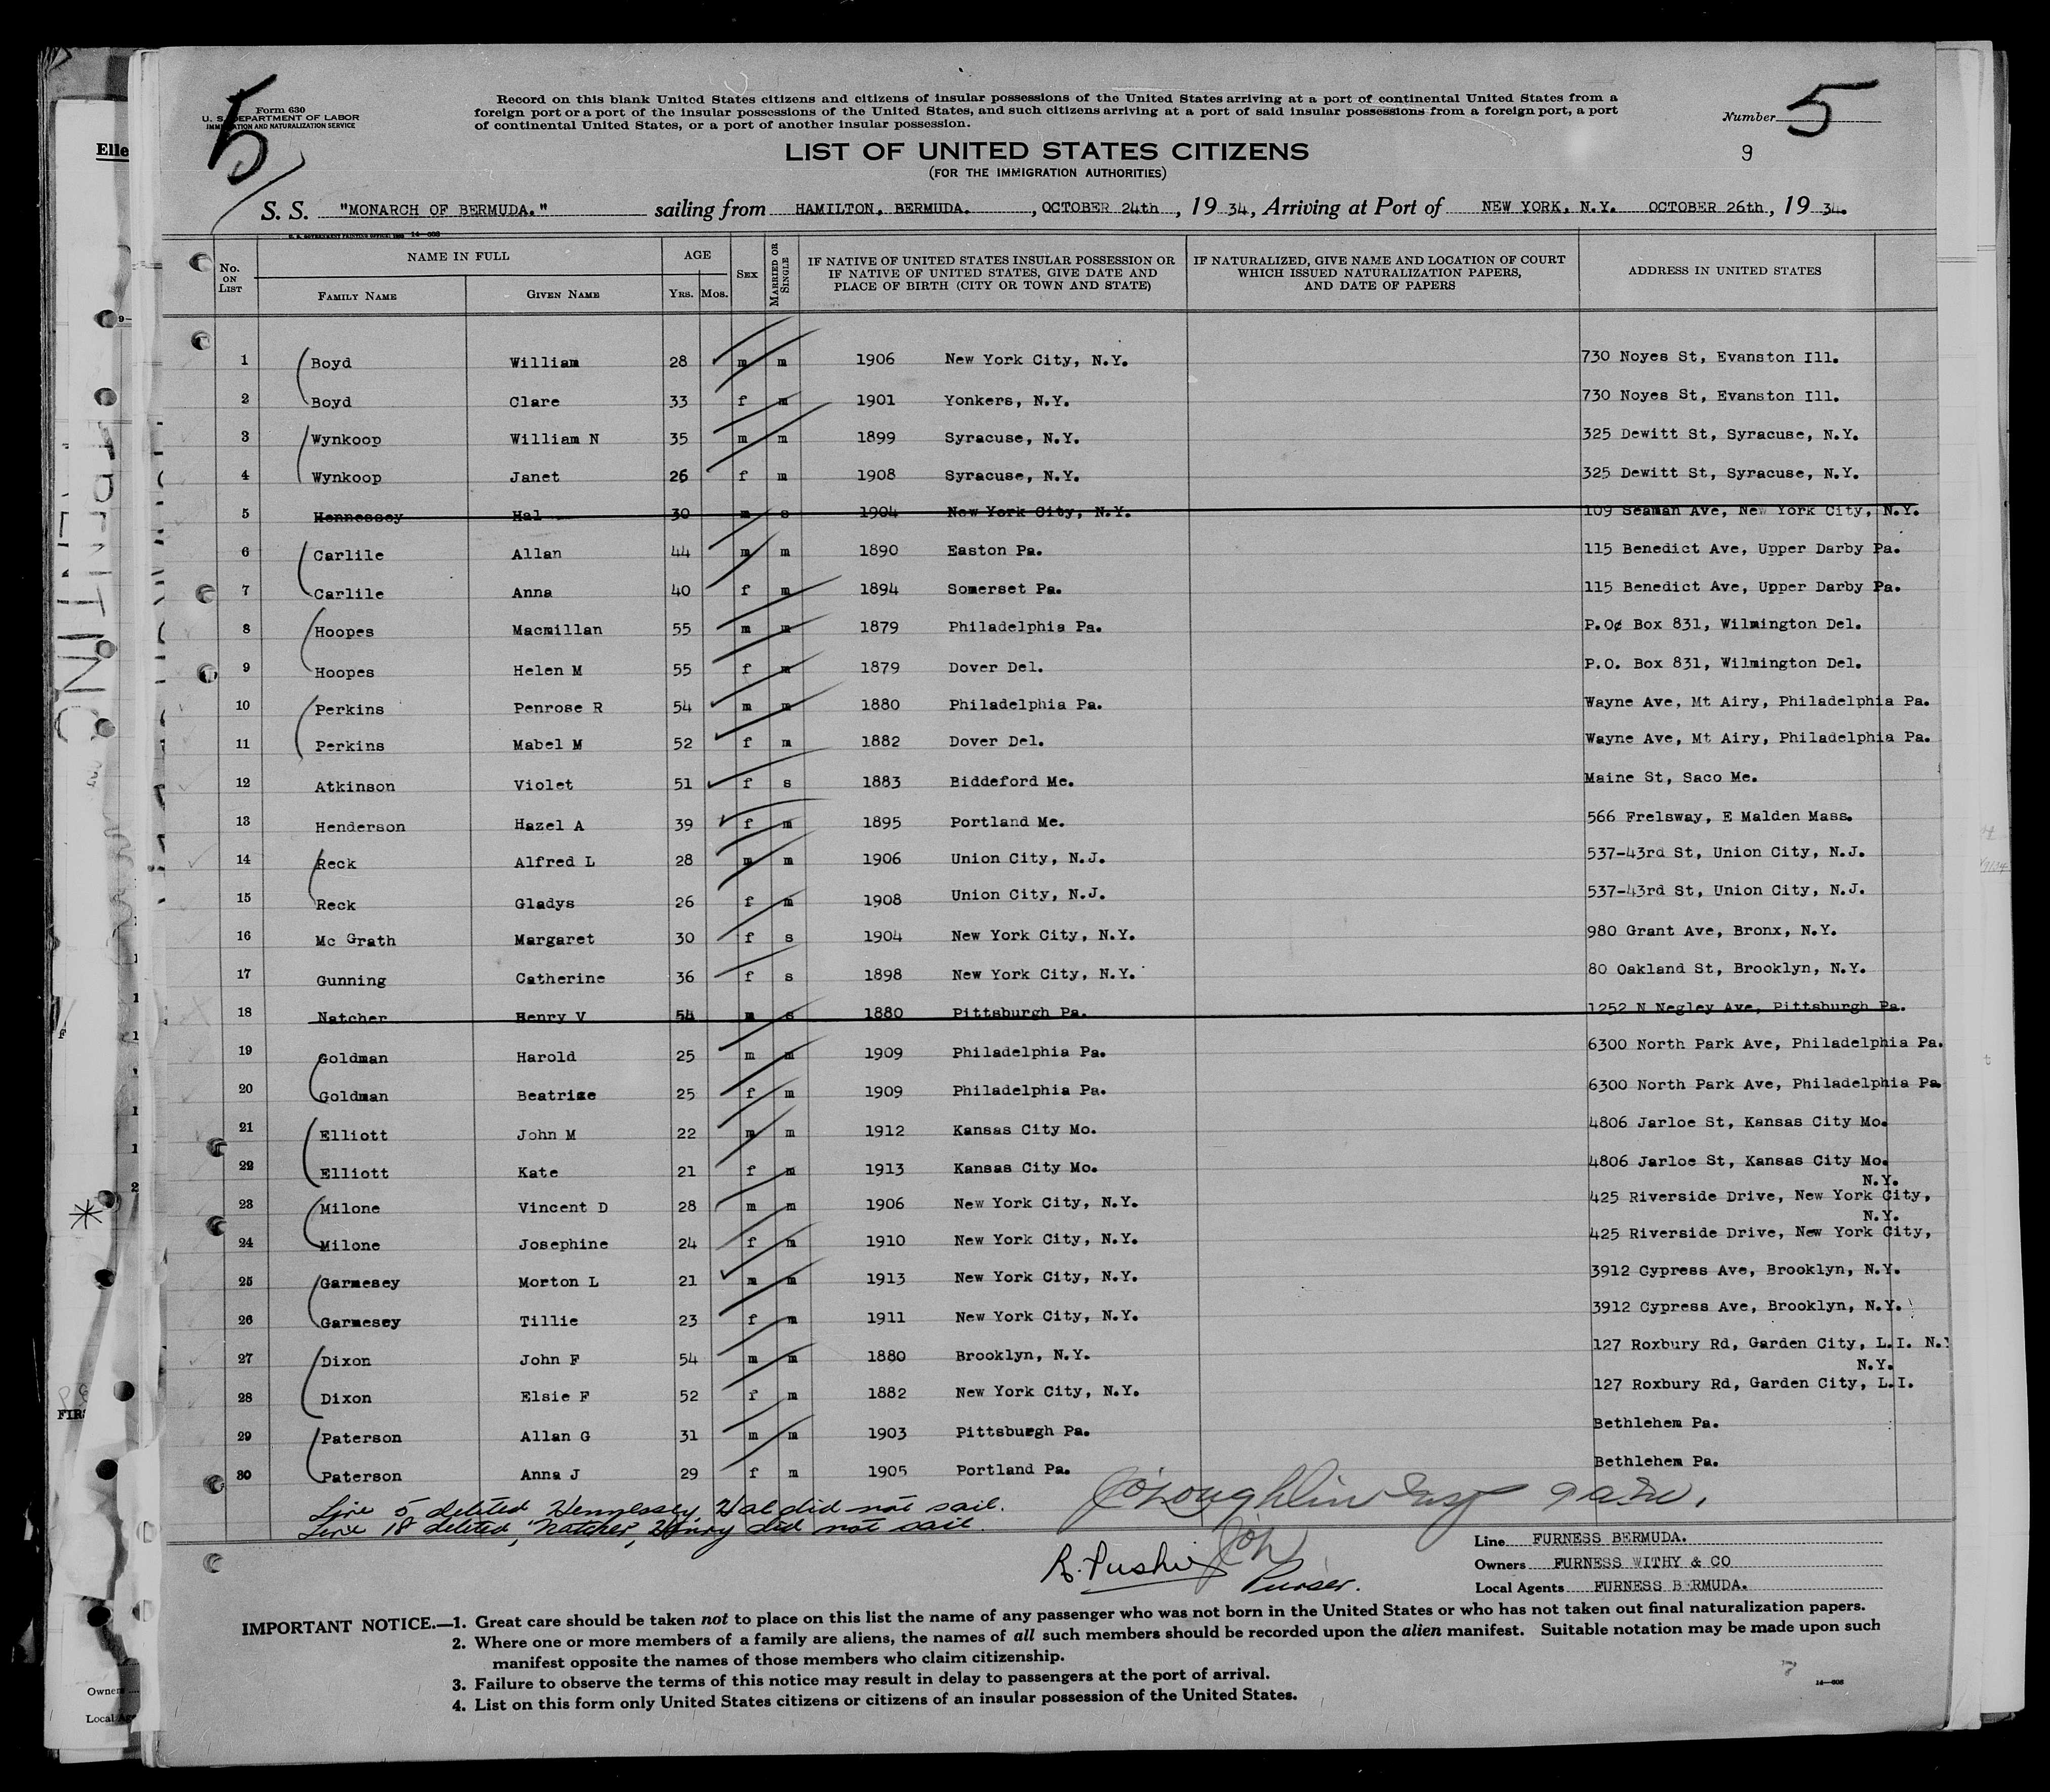 5
Form 630
U. S. DEPARTMENT OF LABOR
IMMIGRATION AND NATURALIZATION SERVICE
Record on this blank United States citizens and citizens of insular possessions of the United States arriving at a port of continental United States from a
foreign port or a port of the insular possessions of the United States, and such citizens arriving at a port of said insular possessions from a foreign port, a port
of continental United States, or a port of another insular possession.
Number 5
9
LIST OF UNITED STATES CITIZENS
(FOR THE IMMIGRATION AUTHORITIES)
S. S. "MONARCH OF BERMUDA." sailing from HAMILTON, BERMUDA. , OCTOBER 24th , 19 34, Arriving at Port of NEW YORK, N.Y. OCTOBER 26th, 19 34.
No. ON LIST NAME IN FULL FAMILY NAME GIVEN NAME AGE YRS. MOS. SEX MARRIED OR SINGLE IF NATIVE OF UNITED STATES INSULAR POSSESSION OR IF NATIVE OF UNITED STATES, GIVE DATE AND PLACE OF BIRTH (CITY OR TOWN AND STATE) IF NATURALIZED, GIVE NAME AND LOCATION OF COURT WHICH ISSUED NATURALIZATION PAPERS, AND DATE OF PAPERS ADDRESS IN UNITED STATES
1 Boyd William 28 m m 1906 New York City, N.Y. 730 Noyes St, Evanston Ill.
2 Boyd Clare 33 f m 1901 Yonkers, N.Y. 730 Noyes St, Evanston Ill.
3 Wynkoop William N 35 m m 1899 Syracuse, N.Y. 325 Dewitt St, Syracuse, N.Y.
4 Wynkoop Janet 26 f m 1908 Syracuse, N.Y. 325 Dewitt St, Syracuse, N.Y.
5 Hennessey Hal 30 m s 1904 New York City, N.Y. 109 Seaman Ave, New York City, N.Y.
6 Carlile Allan 44 m m 1890 Easton Pa. 115 Benedict Ave, Upper Darby Pa.
7 Carlile Anna 40 f m 1894 Somerset Pa. 115 Benedict Ave, Upper Darby Pa.
8 Hoopes Macmillan 55 m m 1879 Philadelphia Pa. P.O¢ Box 831, Wilmington Del.
9 Hoopes Helen M 55 f m 1879 Dover Del. P.O. Box 831, Wilmington Del.
10 Perkins Penrose R 54 m m 1880 Philadelphia Pa. Wayne Ave, Mt Airy, Philadelphia Pa.
11 Perkins Mabel M 52 f m 1882 Dover Del. Wayne Ave, Mt Airy, Philadelphia Pa.
12 Atkinson Violet 51 f s 1883 Biddeford Me. Maine St, Saco Me.
13 Henderson Hazel A 39 f m 1895 Portland Me. 566 Frelsway, E Malden Mass.
14 Reck Alfred L 28 m m 1906 Union City, N.J. 537-43rd St, Union City, N.J.
15 Reck Gladys 26 f m 1908 Union City, N.J. 537-43rd St, Union City, N.J.
16 Mc Grath Margaret 30 f s 1904 New York City, N.Y. 980 Grant Ave, Bronx, N.Y.
17 Gunning Catherine 36 f s 1898 New York City, N.Y. 80 Oakland St, Brooklyn, N.Y.
18 Natcher Henry V 54 m s 1880 Pittsburgh Pa. 1252 N Negley Ave, Pittsburgh Pa.
19 Goldman Harold 25 m m 1909 Philadelphia Pa. 6300 North Park Ave, Philadelphia Pa.
20 Goldman Beatrice 25 f m 1909 Philadelphia Pa. 6300 North Park Ave, Philadelphia Pa
21 Elliott John M 22 m m 1912 Kansas City Mo. 4806 Jarloe St, Kansas City Mo.
22 Elliott Kate 21 f m 1913 Kansas City Mo. 4806 Jarloe St, Kansas City Mo.
N.Y.
23 Milone Vincent D 28 m m 1906 New York City, N.Y. 425 Riverside Drive, New York City,
N.Y.
24 Milone Josephine 24 f m 1910 New York City, N.Y. 425 Riverside Drive, New York City,
25 Garmesey Morton L 21 m m 1913 New York City, N.Y. 3912 Cypress Ave, Brooklyn, N.Y.
26 Garmesey Tillie 23 f m 1911 New York City, N.Y. 3912 Cypress Ave, Brooklyn, N.Y.
27 Dixon John F 54 m m 1880 Brooklyn, N.Y. 127 Roxbury Rd, Garden City, L.I. N.Y
N.Y.
28 Dixon Elsie F 52 f m 1882 New York City, N.Y. 127 Roxbury Rd, Garden City, L.I.
29 Paterson Allan G 31 m m 1903 Pittsburgh Pa. Bethlehem Pa.
30 Paterson Anna J 29 f m 1905 Portland Pa. Bethlehem Pa.
Line 5 deleted Hennessey, Hal did not sail.
Line 18 deleted, Natcher, Henry did not sail.
Purser.
Line FURNESS BERMUDA.
Owners FURNESS WITHY & CO
Local Agents FURNESS BERMUDA.
IMPORTANT NOTICE.—1. Great care should be taken not to place on this list the name of any passenger who was not born in the United States or who has not taken out final naturalization papers.
2. Where one or more members of a family are aliens, the names of all such members should be recorded upon the alien manifest. Suitable notation may be made upon such
manifest opposite the names of those members who claim citizenship.
3. Failure to observe the terms of this notice may result in delay to passengers at the port of arrival.
4. List on this form only United States citizens or citizens of an insular possession of the United States.